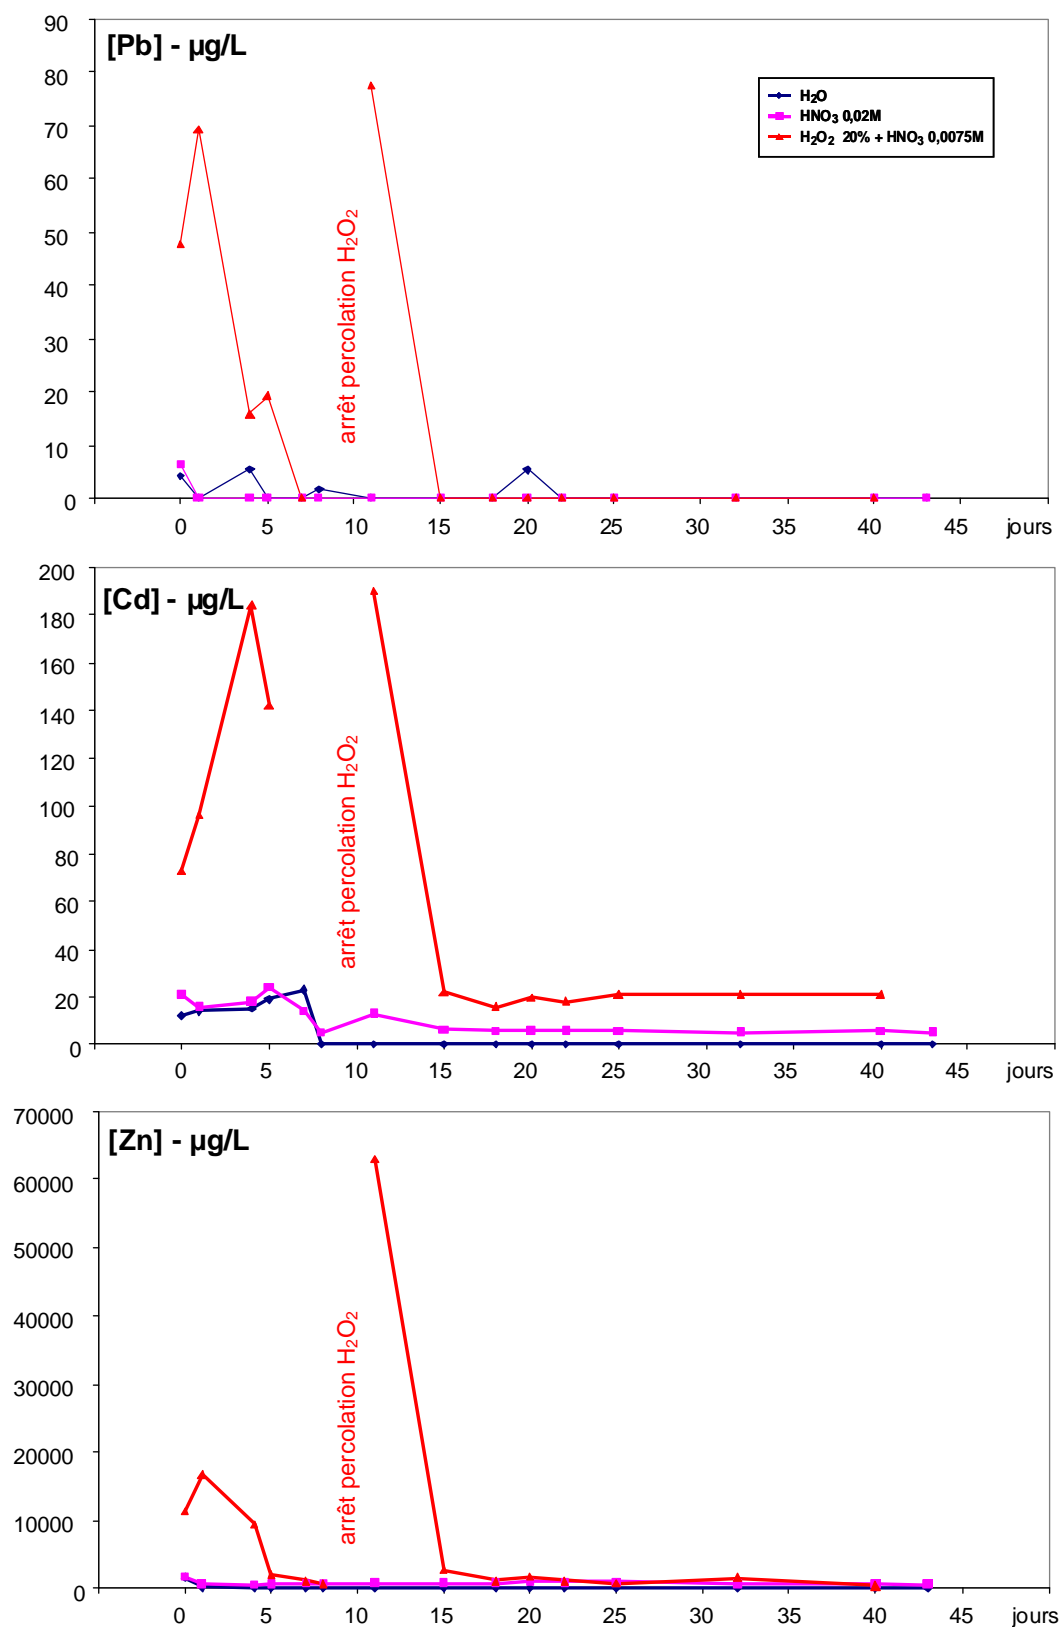 [Pb] - µg/L
90
80
70
60
50
40
30
20
10
0
H₂O
HNO₃ 0,02M
H₂O₂ 20% + HNO₃ 0,0075M
arrêt percolation H₂O₂
0 5 10 15 20 25 30 35 40 45 jours
[Cd] - µg/L
200
180
160
140
120
100
80
60
40
20
0
arrêt percolation H₂O₂
0 5 10 15 20 25 30 35 40 45 jours
[Zn] - µg/L
70000
60000
50000
40000
30000
20000
10000
0
arrêt percolation H₂O₂
0 5 10 15 20 25 30 35 40 45 jours